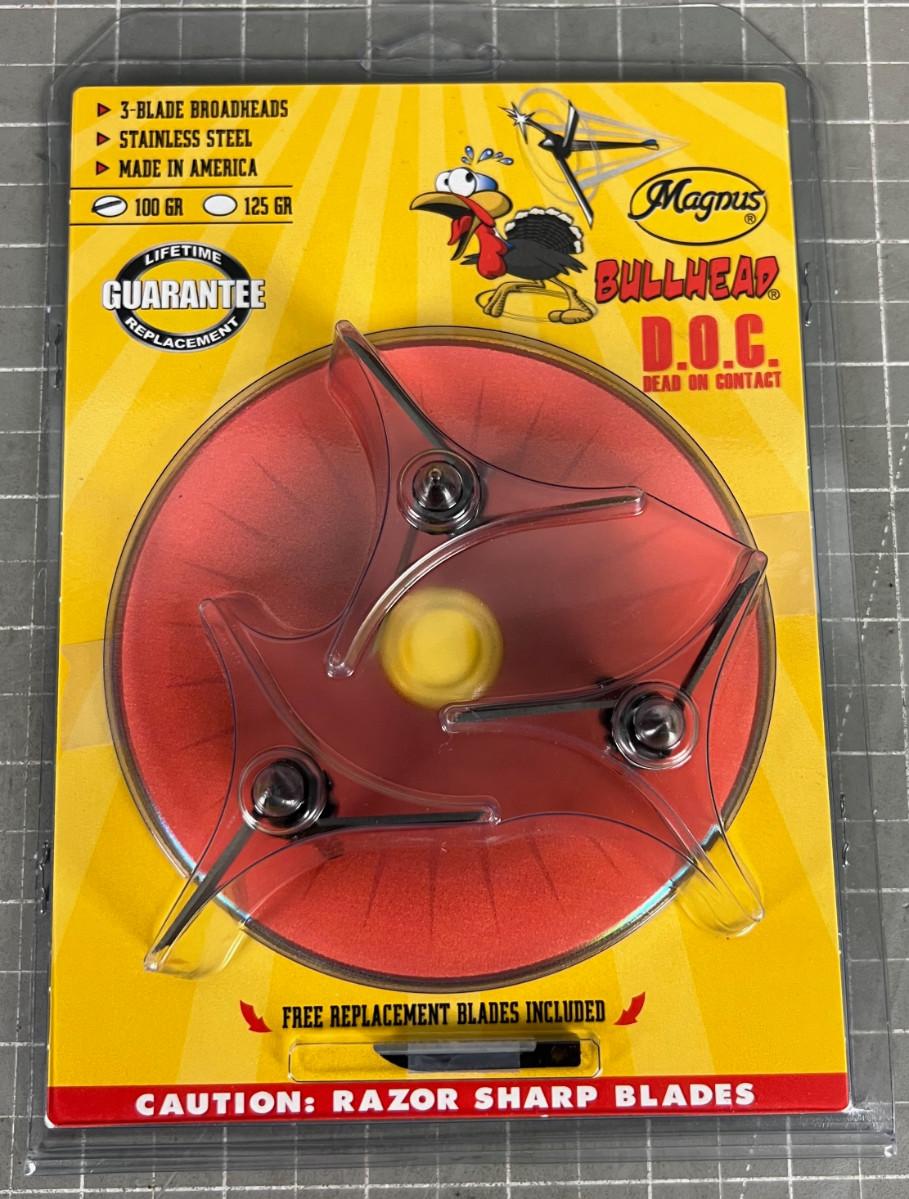 3-BLADE BROADHEADS
STAINLESS STEEL
MADE IN AMERICA
100 GR 125 GR
LIFETIME
GUARANTEE
REPLACEMENT
Magnus®
BULLHEAD®
D.O.C.
DEAD ON CONTACT
FREE REPLACEMENT BLADES INCLUDED
CAUTION: RAZOR SHARP BLADES